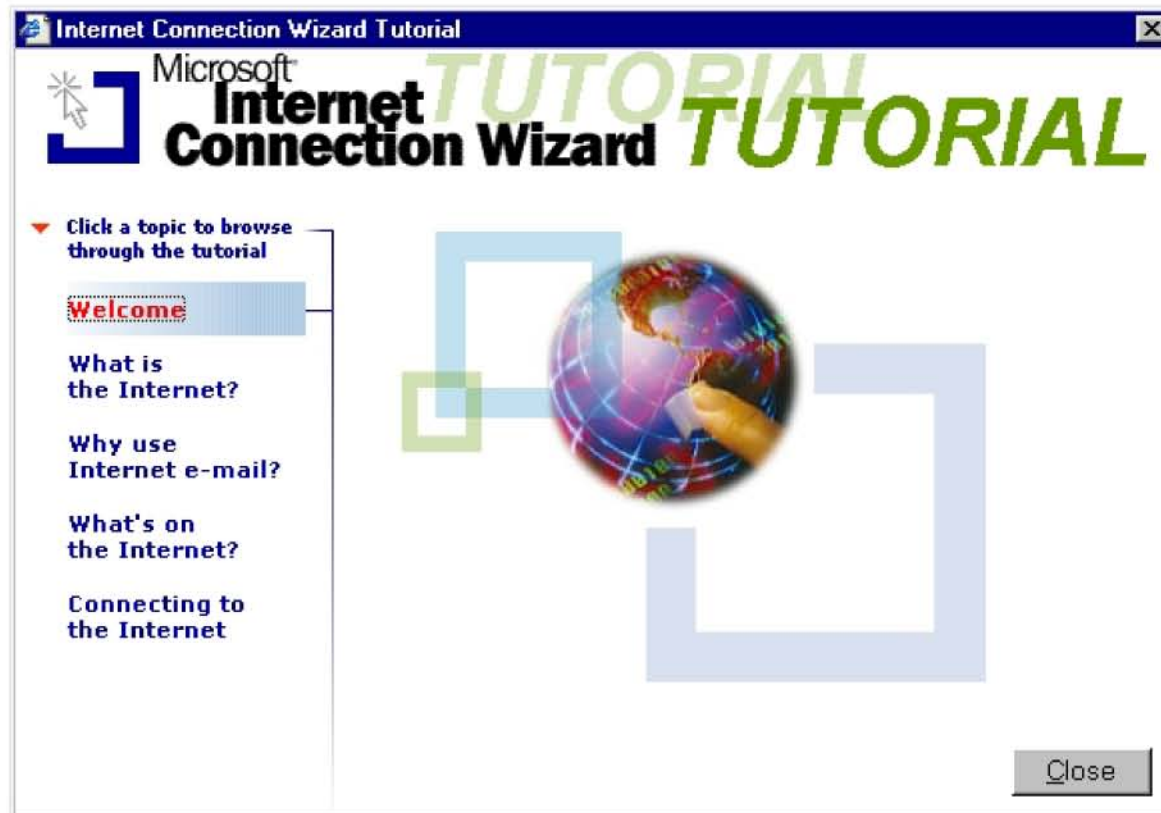 Internet Connection Wizard Tutorial
Microsoft
Internet
Connection Wizard
TUTORIAL
TUTORIAL
Click a topic to browse
through the tutorial
Welcome
What is
the Internet?
Why use
Internet e-mail?
What's on
the Internet?
Connecting to
the Internet
Close